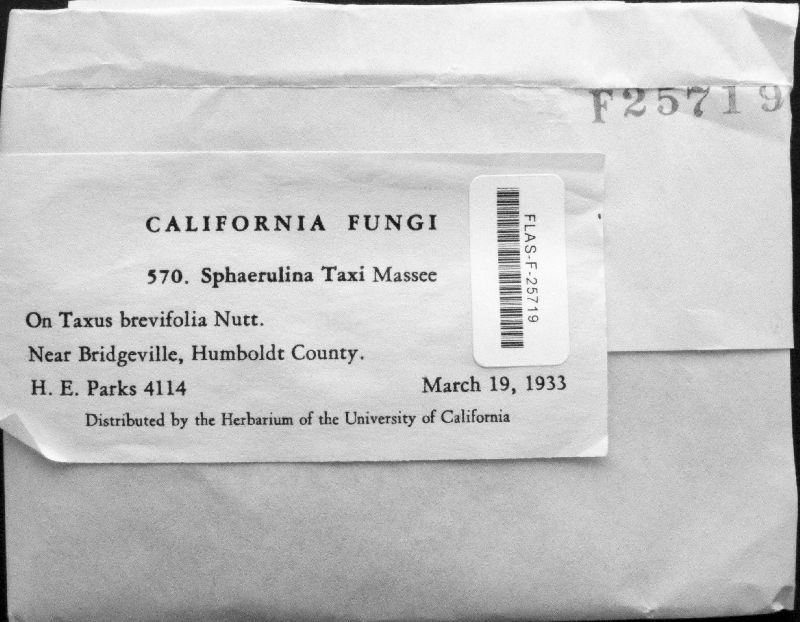 F25719
CALIFORNIA FUNGI
570. Sphaerulina Taxi Massee
On Taxus brevifolia Nutt.
Near Bridgeville, Humboldt County.
H. E. Parks 4114 March 19, 1933
Distributed by the Herbarium of the University of California
FLAS-F-25719